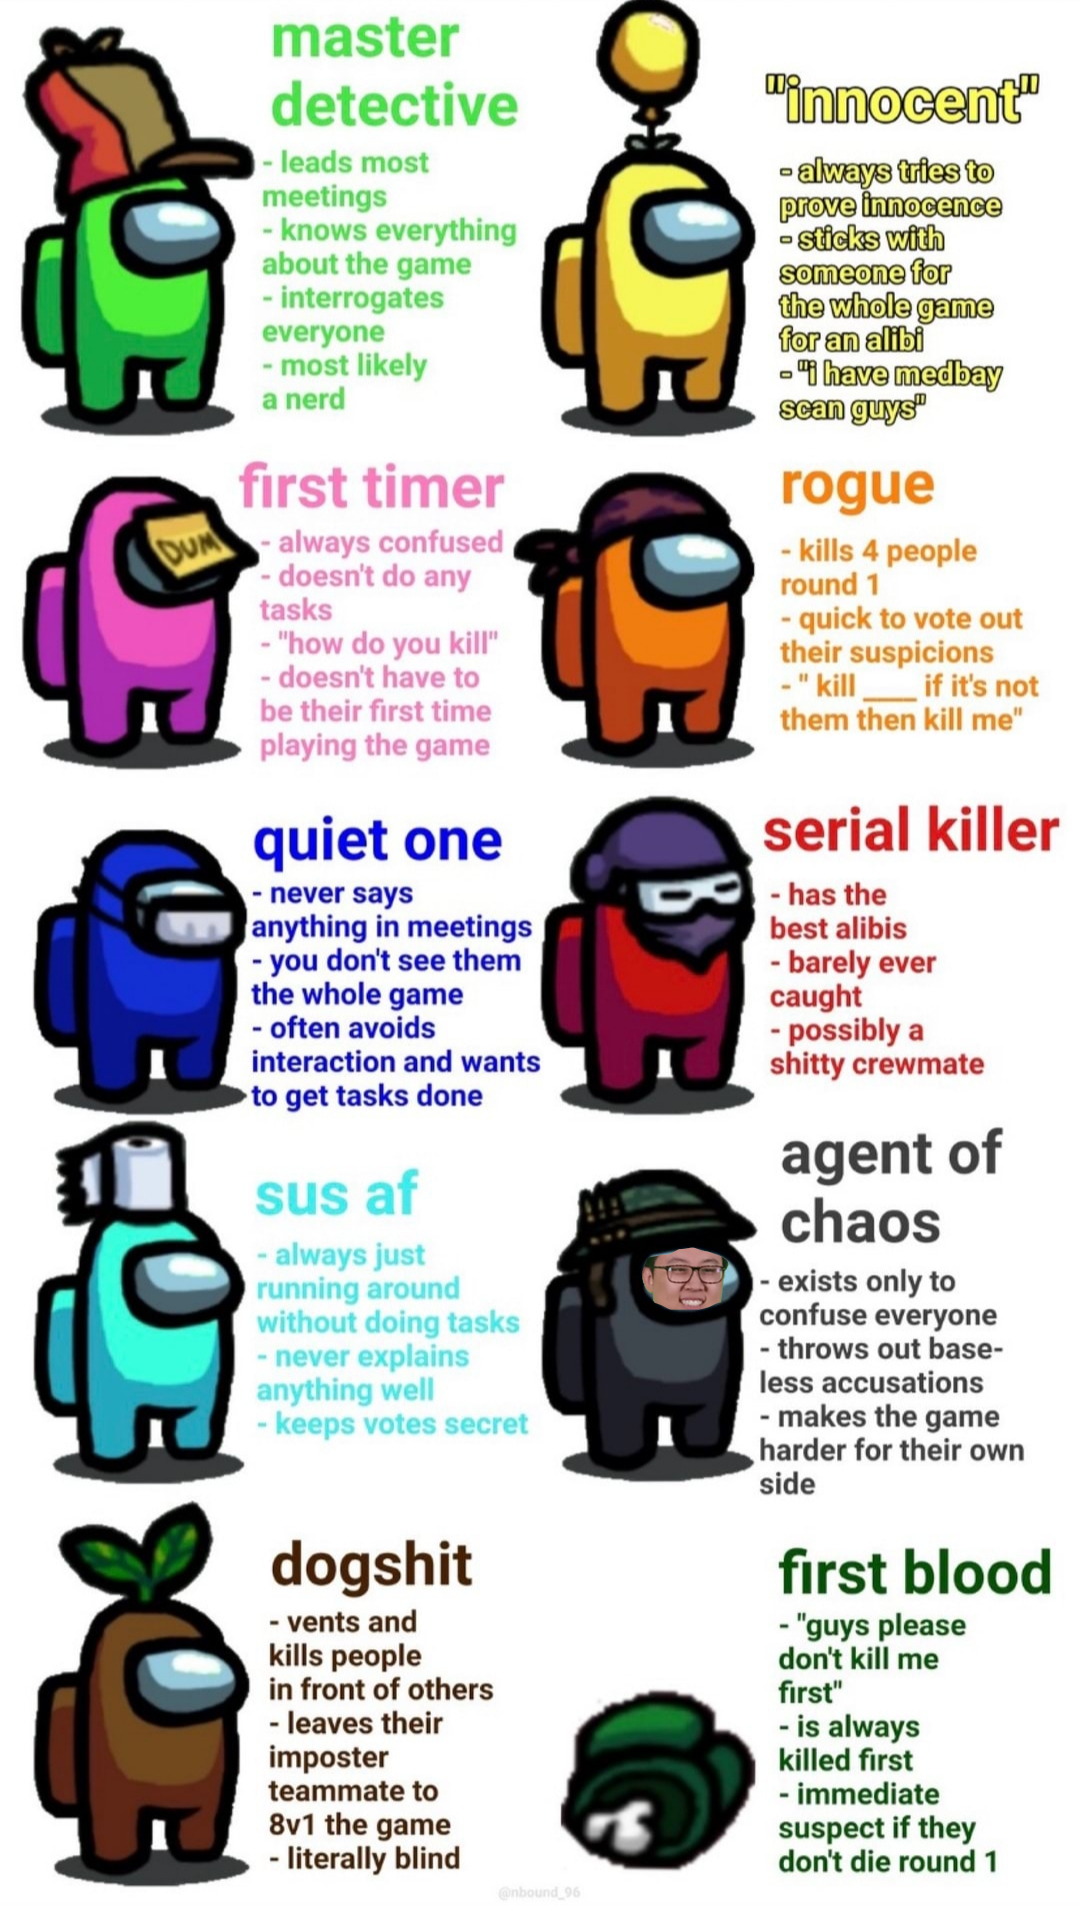 master
detective
- leads most
meetings
- knows everything
about the game
- interrogates
everyone
- most likely
a nerd
"innocent"
- always tries to
prove innocence
- sticks with
someone for
the whole game
for an alibi
- "i have medbay
scan guys"
DUM
first timer
- always confused
- doesn't do any
tasks
- "how do you kill"
- doesn't have to
be their first time
playing the game
rogue
- kills 4 people
round 1
- quick to vote out
their suspicions
- " kill ____ if it's not
them then kill me"
quiet one
- never says
anything in meetings
- you don't see them
the whole game
- often avoids
interaction and wants
to get tasks done
serial killer
- has the
best alibis
- barely ever
caught
- possibly a
shitty crewmate
sus af
- always just
running around
without doing tasks
- never explains
anything well
- keeps votes secret
agent of
chaos
- exists only to
confuse everyone
- throws out base-
less accusations
- makes the game
harder for their own
side
dogshit
- vents and
kills people
in front of others
- leaves their
imposter
teammate to
8v1 the game
- literally blind
first blood
- "guys please
don't kill me
first"
- is always
killed first
- immediate
suspect if they
don't die round 1
@nbound_96